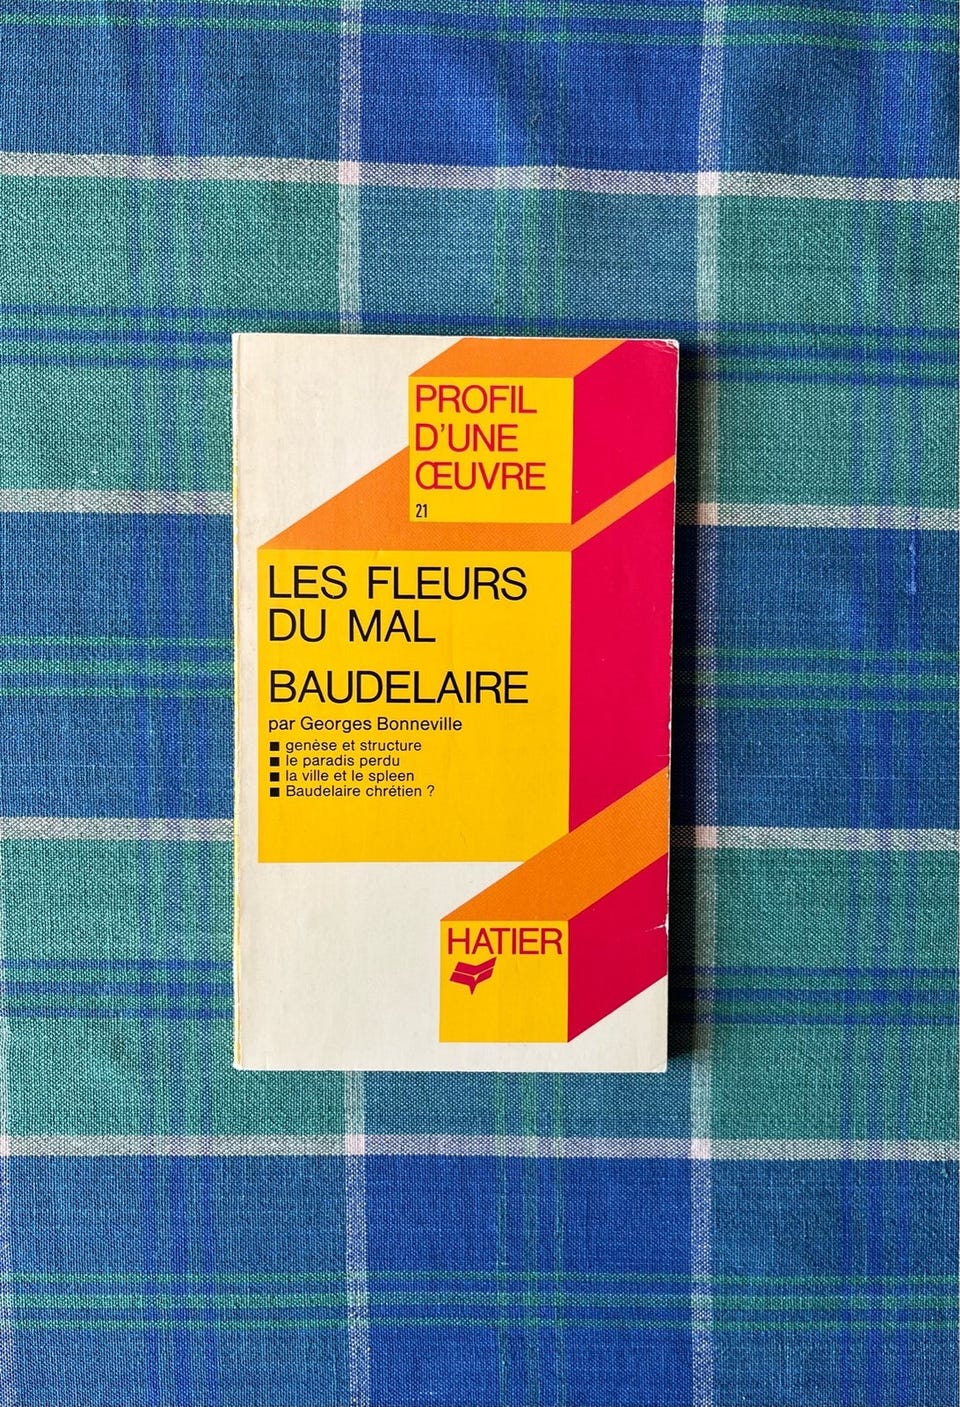 PROFIL
D'UNE
ŒUVRE
21
LES FLEURS
DU MAL
BAUDELAIRE
par Georges Bonneville
■ genèse et structure
■ le paradis perdu
■ la ville et le spleen
■ Baudelaire chrétien ?
HATIER